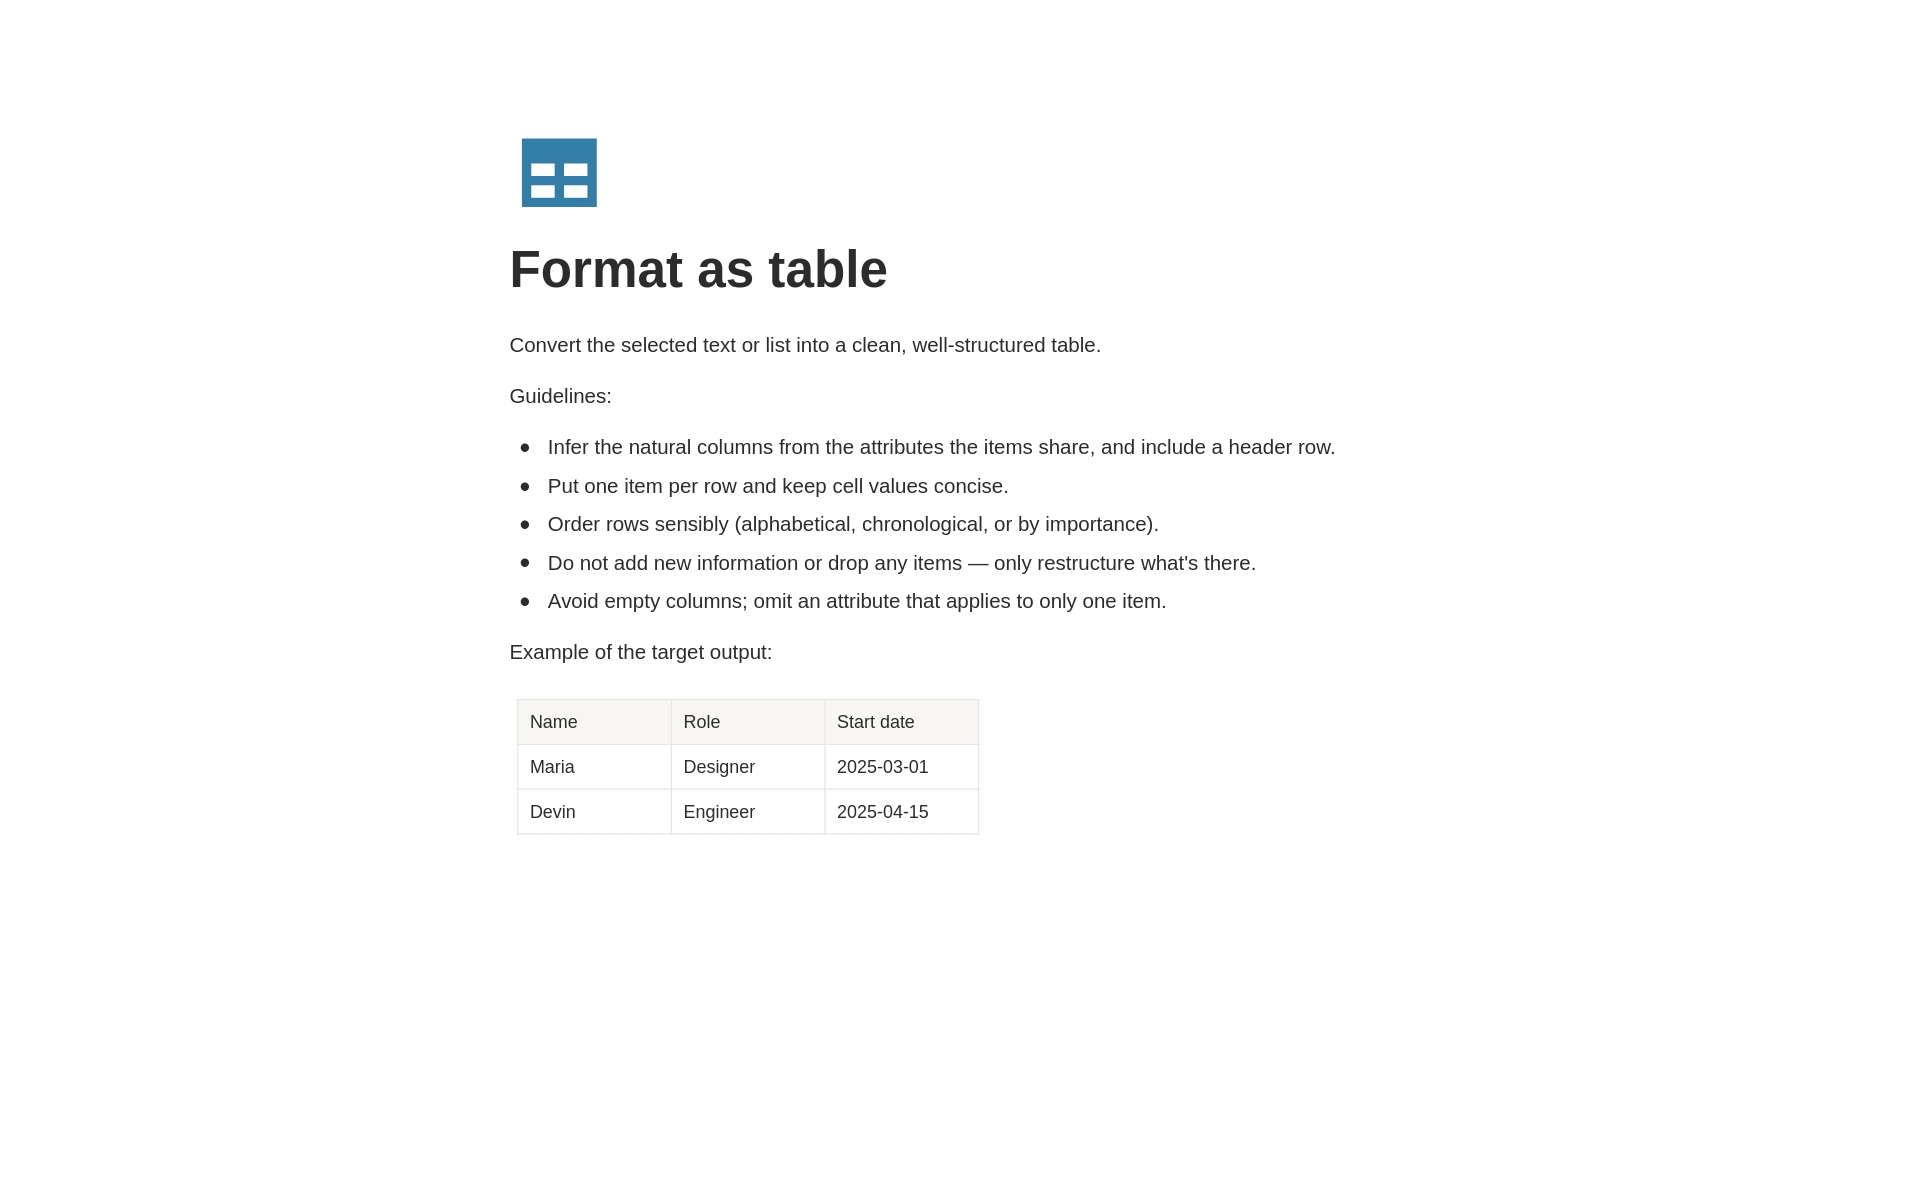 Format as table
Convert the selected text or list into a clean, well-structured table.
Guidelines:
● Infer the natural columns from the attributes the items share, and include a header row.
● Put one item per row and keep cell values concise.
● Order rows sensibly (alphabetical, chronological, or by importance).
● Do not add new information or drop any items — only restructure what's there.
● Avoid empty columns; omit an attribute that applies to only one item.
Example of the target output:
Name Role Start date
Maria Designer 2025-03-01
Devin Engineer 2025-04-15